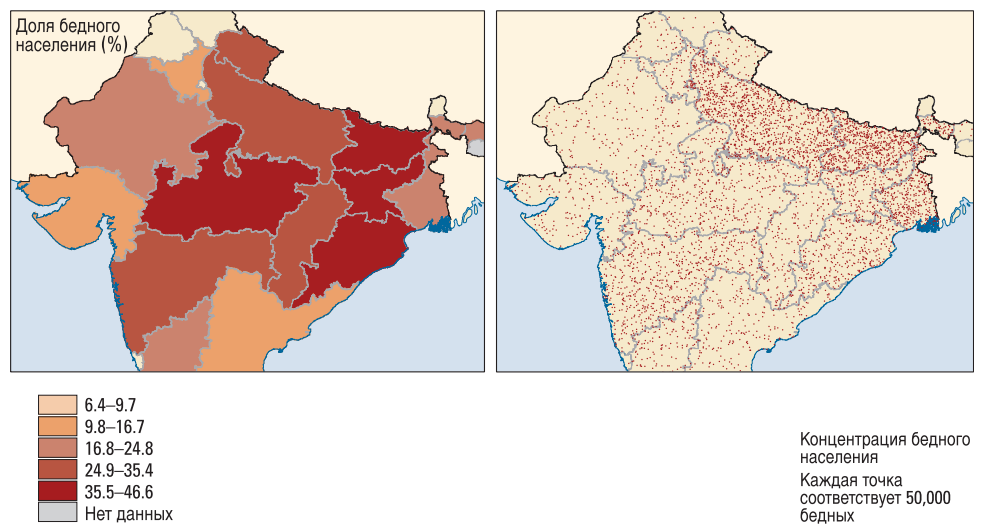 Доля бедного
населения (%)
6.4–9.7
9.8–16.7
16.8–24.8
24.9–35.4
35.5–46.6
Нет данных
Концентрация бедного
населения
Каждая точка
соответствует 50,000
бедных